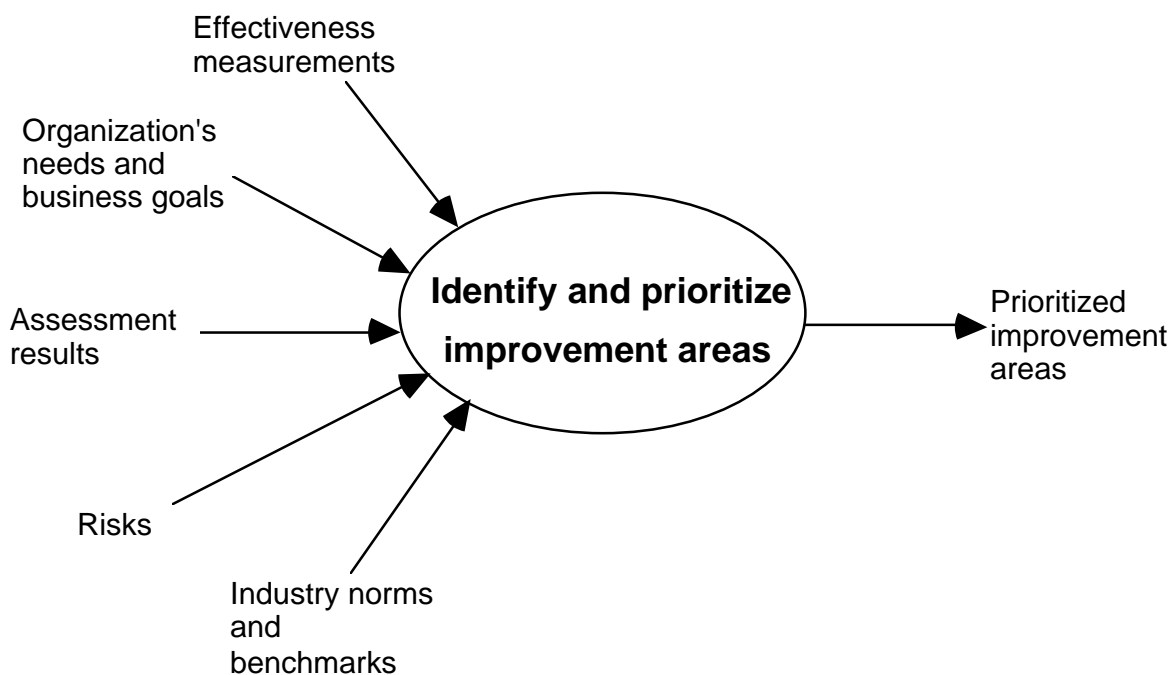 Effectiveness
measurements
Organization's
needs and
business goals
Assessment
results
Risks
Industry norms
and
benchmarks
Identify and prioritize
improvement areas
Prioritized
improvement
areas